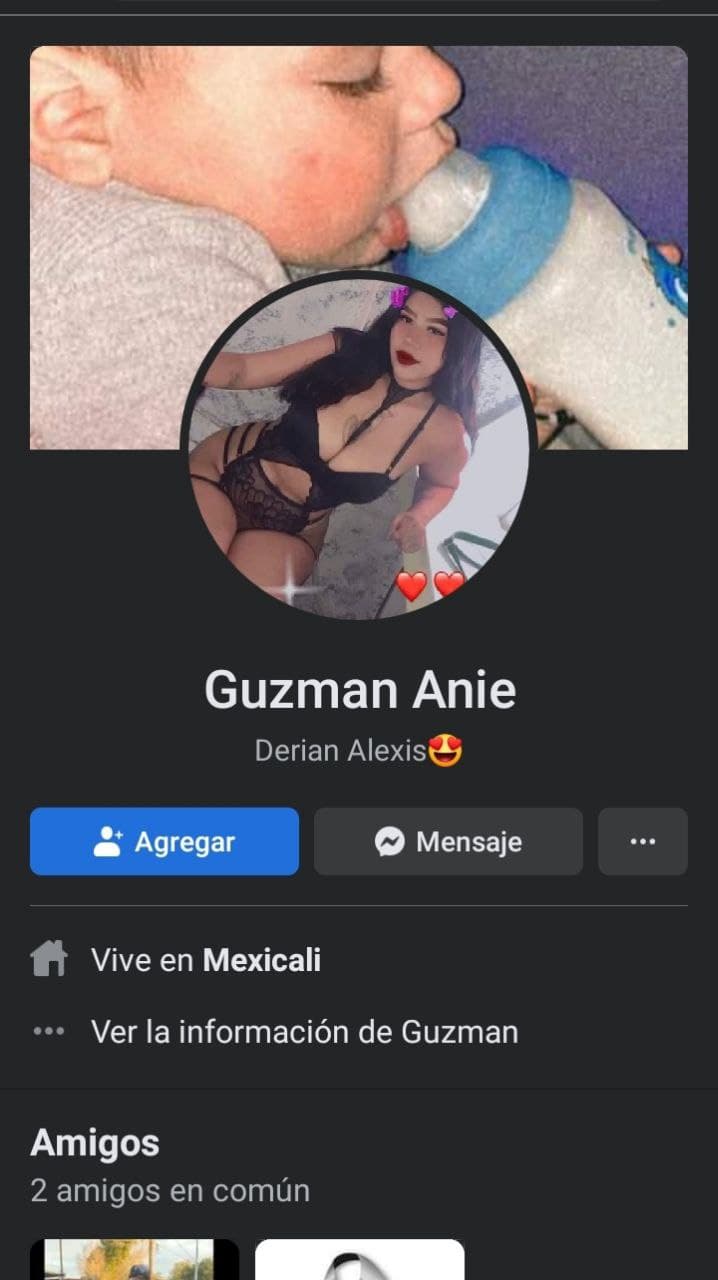 Guzman Anie
Derian Alexis😍
Agregar
Mensaje
Vive en Mexicali
Ver la información de Guzman
Amigos
2 amigos en común